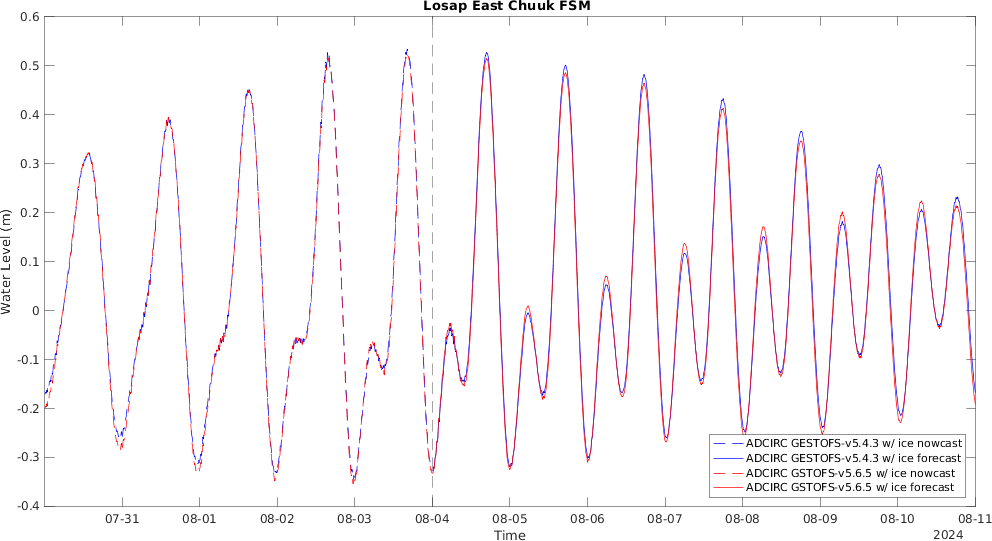 Losap East Chuuk FSM
0.6
0.5
0.4
0.3
0.2
0.1
0
-0.1
-0.2
-0.3
-0.4
Water Level (m)
ADCIRC GESTOFS-v5.4.3 w/ ice nowcast
ADCIRC GESTOFS-v5.4.3 w/ ice forecast
ADCIRC GSTOFS-v5.6.5 w/ ice nowcast
ADCIRC GSTOFS-v5.6.5 w/ ice forecast
07-31 08-01 08-02 08-03 08-04 08-05 08-06 08-07 08-08 08-09 08-10 08-11
Time
2024